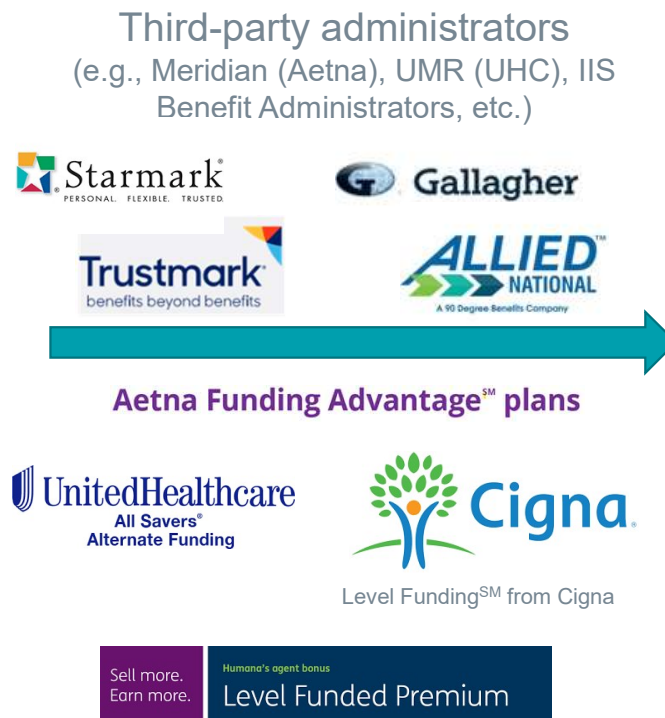 Third-party administrators
(e.g., Meridian (Aetna), UMR (UHC), IIS
Benefit Administrators, etc.)
Starmark®
PERSONAL. FLEXIBLE. TRUSTED.
G Gallagher
Trustmark®
benefits beyond benefits
ALLIED™
NATIONAL
A 90 Degree Benefits Company
Aetna Funding Advantage℠ plans
UnitedHealthcare
All Savers®
Alternate Funding
Cigna®
Level Funding℠ from Cigna
Sell more.
Earn more.
Humana's agent bonus
Level Funded Premium